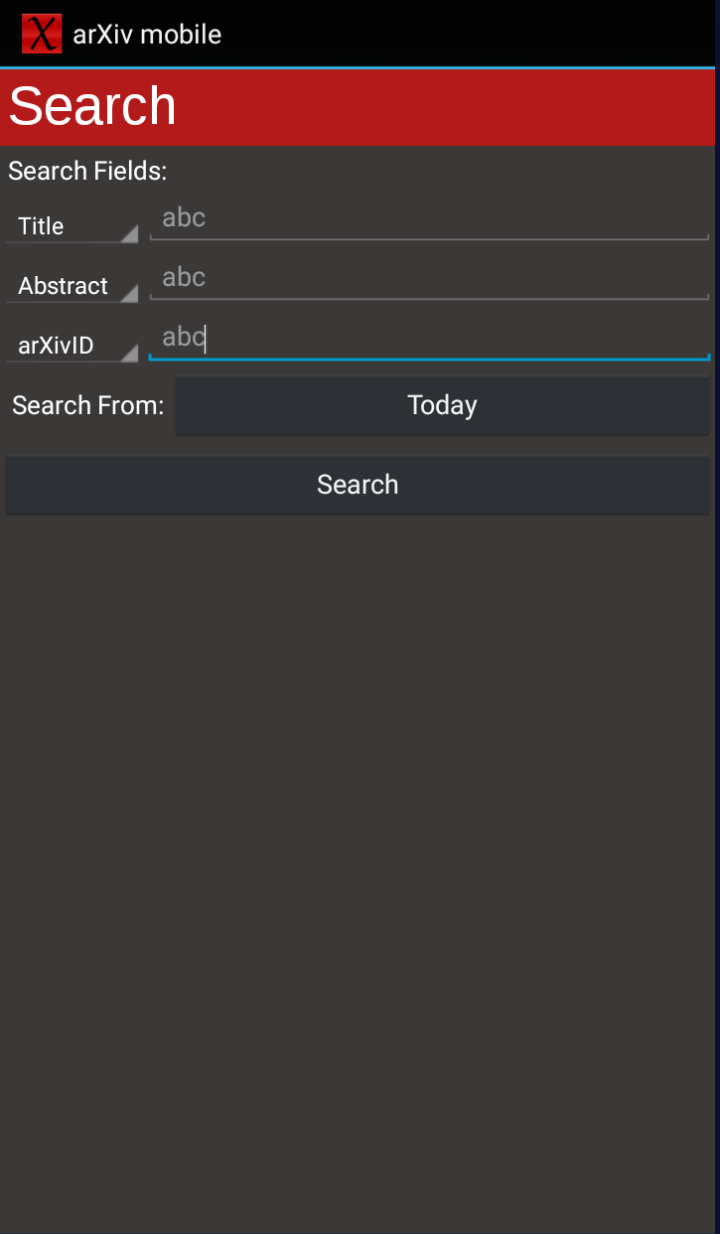 arXiv mobile
Search
Search Fields:
Title abc
Abstract abc
arXivID abc
Search From: Today
Search